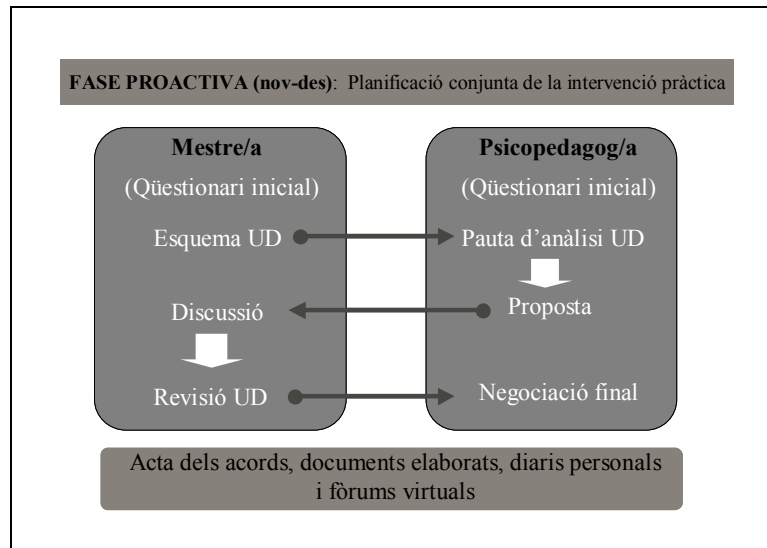 FASE PROACTIVA (nov-des): Planificació conjunta de la intervenció pràctica
Mestre/a
(Qüestionari inicial)
Esquema UD
Discussió
Revisió UD
Psicopedagog/a
(Qüestionari inicial)
Pauta d’anàlisi UD
Proposta
Negociació final
Acta dels acords, documents elaborats, diaris personals
i fòrums virtuals